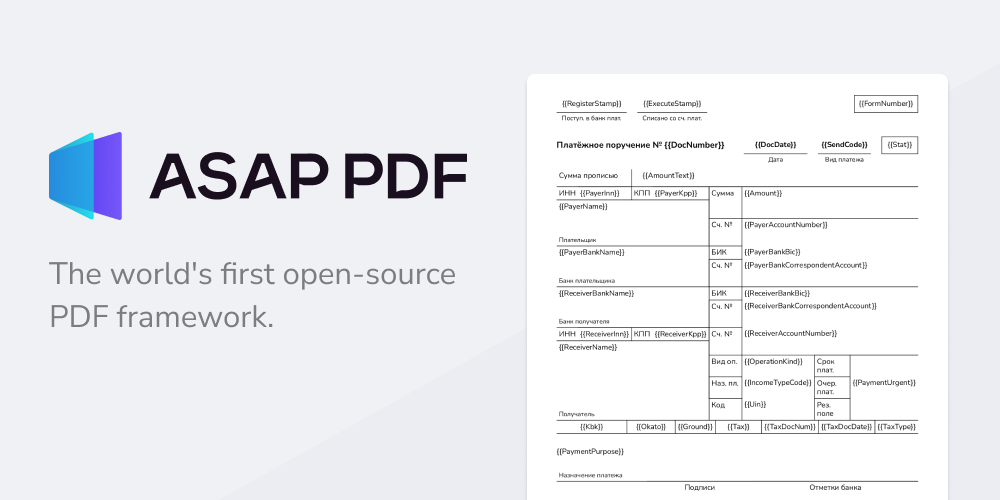 ASAP PDF
The world's first open-source
PDF framework.
{{RegisterStamp}} {{ExecuteStamp}} {{FormNumber}}
Поступ. в банк плат. Списано со сч. плат.
Платёжное поручение № {{DocNumber}} {{DocDate}} {{SendCode}} {{Stat}}
Дата Вид платежа
Сумма прописью {{AmountText}}
ИНН {{PayerInn}} КПП {{PayerKpp}} Сумма {{Amount}}
{{PayerName}}
Сч. № {{PayerAccountNumber}}
Плательщик
{{PayerBankName}} БИК {{PayerBankBic}}
Сч. № {{PayerBankCorrespondentAccount}}
Банк плательщика
{{ReceiverBankName}} БИК {{ReceiverBankBic}}
Сч. № {{ReceiverBankCorrespondentAccount}}
Банк получателя
ИНН {{ReceiverInn}} КПП {{ReceiverKpp}} Сч. № {{ReceiverAccountNumber}}
{{ReceiverName}}
Вид оп. {{OperationKind}} Срок
плат.
Наз. пл. {{IncomeTypeCode}} Очер. {{PaymentUrgent}}
плат.
Код {{Uin}} Рез.
Получатель поле
{{Kbk}} {{Okato}} {{Ground}} {{Tax}} {{TaxDocNum}} {{TaxDocDate}} {{TaxType}}
{{PaymentPurpose}}
Назначение платежа
Подписи Отметки банка